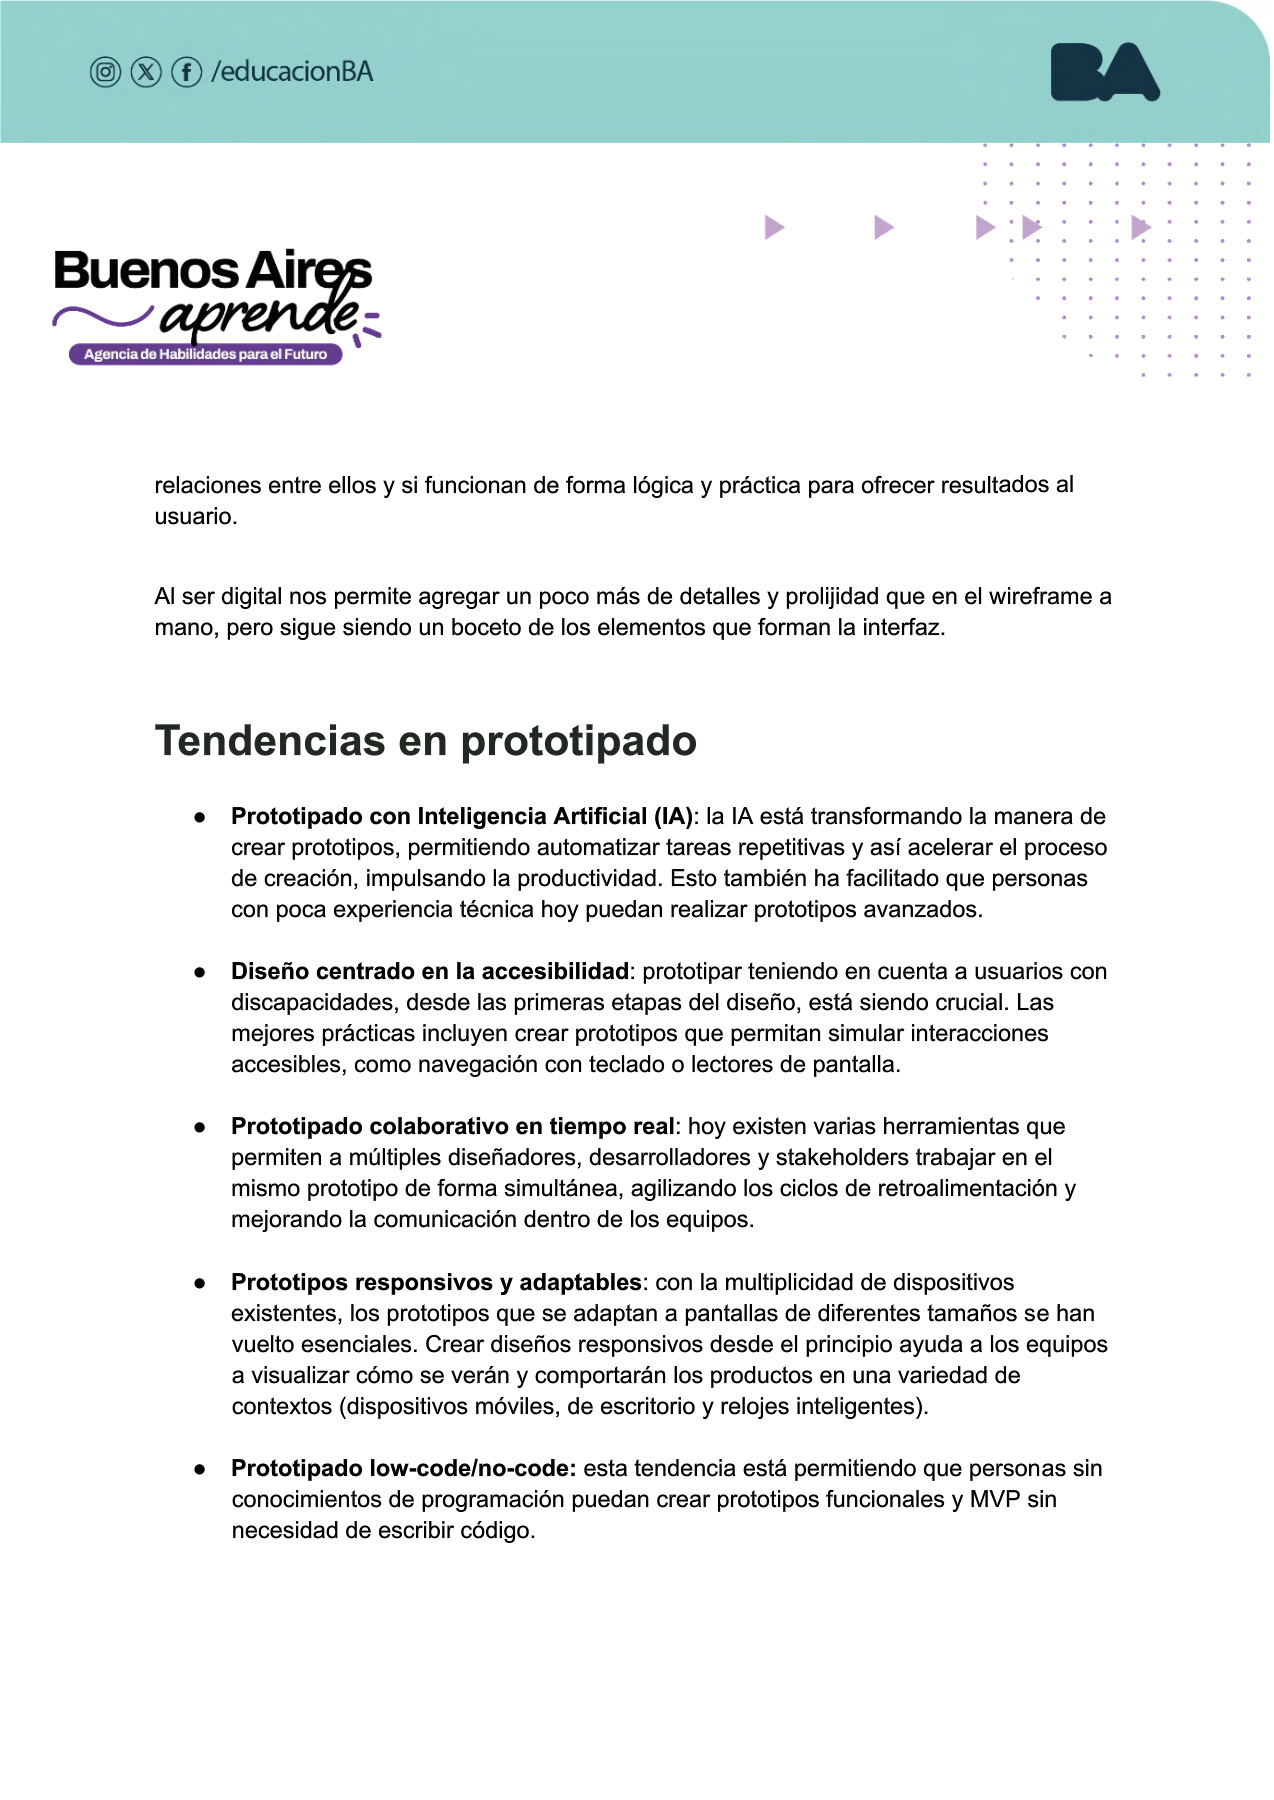 /educacionBA
BA
Buenos Aires
aprende
Agencia de Habilidades para el Futuro
relaciones entre ellos y si funcionan de forma lógica y práctica para ofrecer resultados al
usuario.
Al ser digital nos permite agregar un poco más de detalles y prolijidad que en el wireframe a
mano, pero sigue siendo un boceto de los elementos que forman la interfaz.
Tendencias en prototipado
● Prototipado con Inteligencia Artificial (IA): la IA está transformando la manera de
crear prototipos, permitiendo automatizar tareas repetitivas y así acelerar el proceso
de creación, impulsando la productividad. Esto también ha facilitado que personas
con poca experiencia técnica hoy puedan realizar prototipos avanzados.
● Diseño centrado en la accesibilidad: prototipar teniendo en cuenta a usuarios con
discapacidades, desde las primeras etapas del diseño, está siendo crucial. Las
mejores prácticas incluyen crear prototipos que permitan simular interacciones
accesibles, como navegación con teclado o lectores de pantalla.
● Prototipado colaborativo en tiempo real: hoy existen varias herramientas que
permiten a múltiples diseñadores, desarrolladores y stakeholders trabajar en el
mismo prototipo de forma simultánea, agilizando los ciclos de retroalimentación y
mejorando la comunicación dentro de los equipos.
● Prototipos responsivos y adaptables: con la multiplicidad de dispositivos
existentes, los prototipos que se adaptan a pantallas de diferentes tamaños se han
vuelto esenciales. Crear diseños responsivos desde el principio ayuda a los equipos
a visualizar cómo se verán y comportarán los productos en una variedad de
contextos (dispositivos móviles, de escritorio y relojes inteligentes).
● Prototipado low-code/no-code: esta tendencia está permitiendo que personas sin
conocimientos de programación puedan crear prototipos funcionales y MVP sin
necesidad de escribir código.